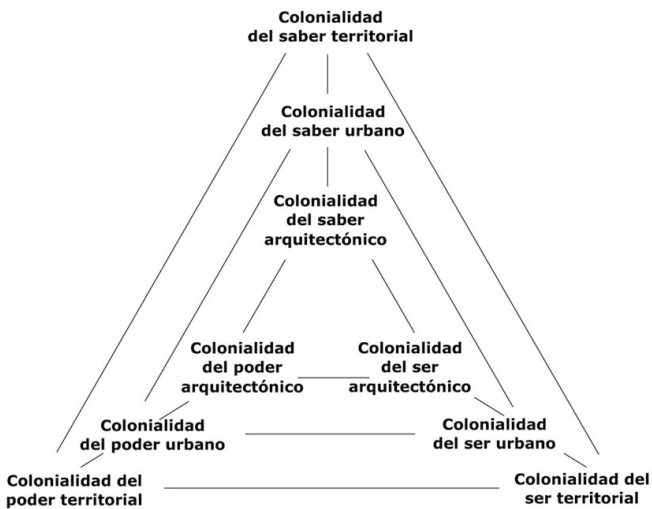 Colonialidad
del saber territorial
Colonialidad
del saber urbano
Colonialidad
del saber
arquitectónico
Colonialidad
del poder
arquitectónico
Colonialidad
del ser
arquitectónico
Colonialidad
del poder urbano
Colonialidad
del ser urbano
Colonialidad del
poder territorial
Colonialidad del
ser territorial